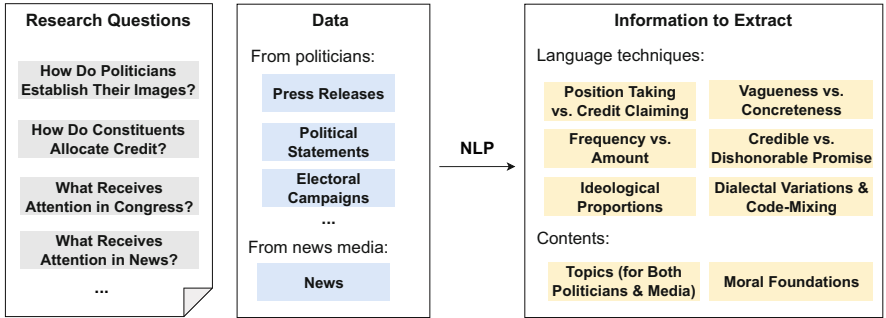 Research Questions
How Do Politicians
Establish Their Images?
How Do Constituents
Allocate Credit?
What Receives
Attention in Congress?
What Receives
Attention in News?
...
Data
From politicians:
Press Releases
Political
Statements
Electoral
Campaigns
...
From news media:
News
NLP
Information to Extract
Language techniques:
Position Taking
vs. Credit Claiming
Vagueness vs.
Concreteness
Frequency vs.
Amount
Credible vs.
Dishonorable Promise
Ideological
Proportions
Dialectal Variations &
Code-Mixing
Contents:
Topics (for Both
Politicians & Media)
Moral Foundations